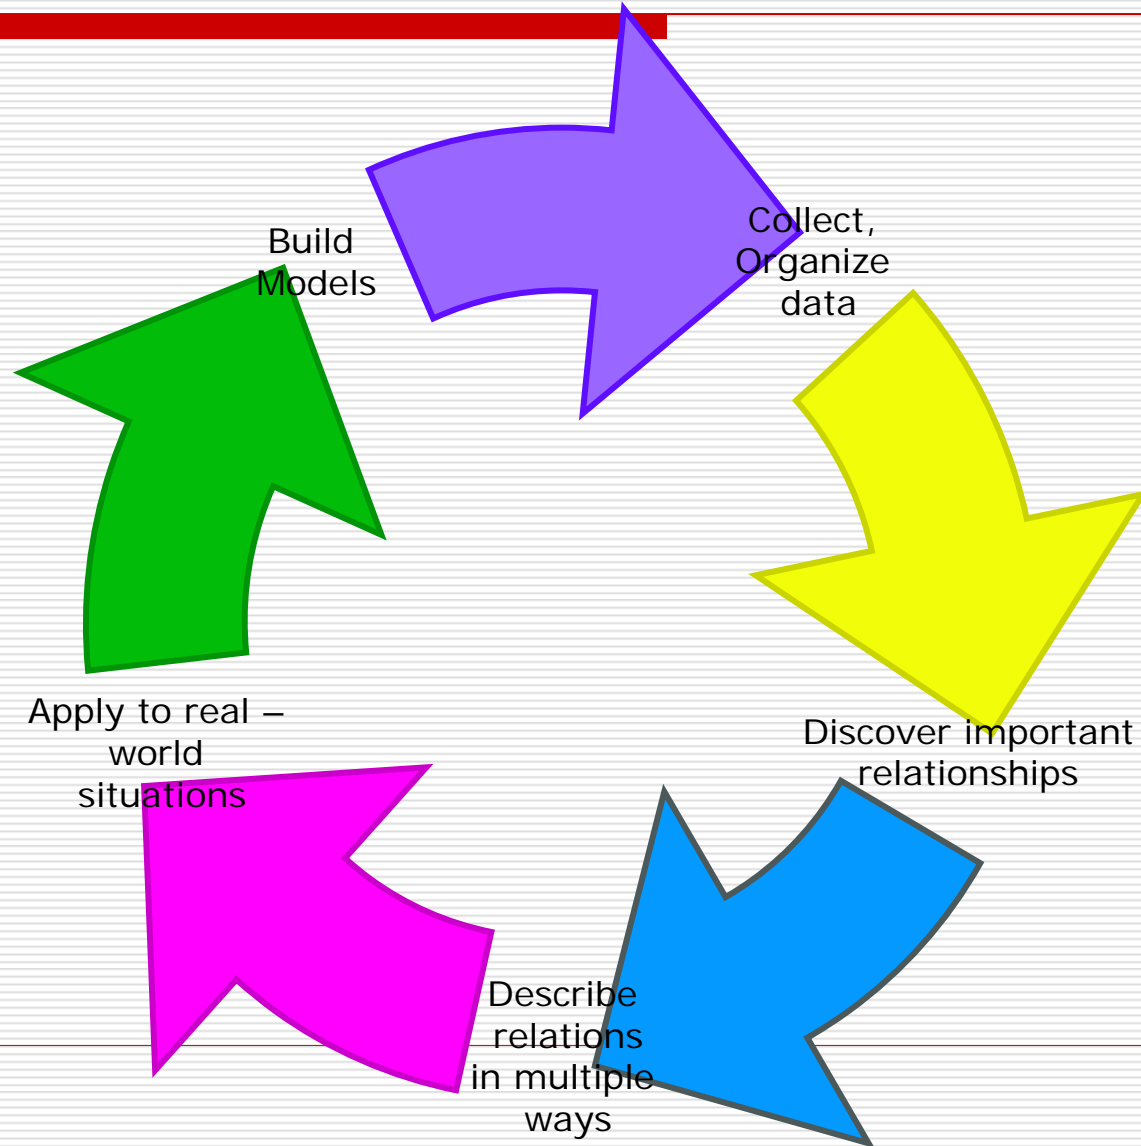 Build
Models
Collect,
Organize
data
Discover important
relationships
Describe
relations
in multiple
ways
Apply to real –
world
situations